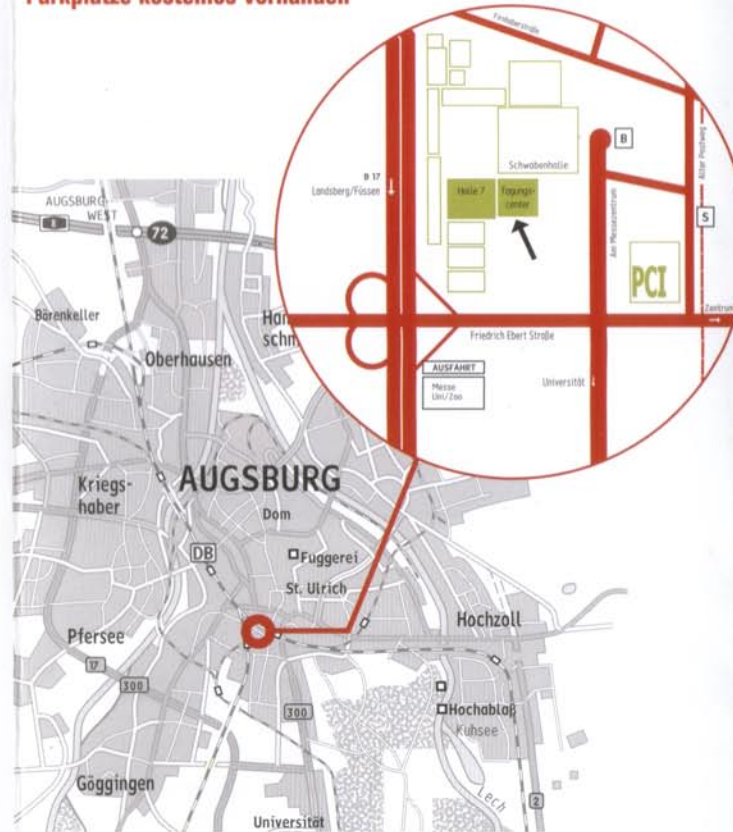 Parkplätze kostenlos vorhanden
B 17
Landsberg/Füssen
Schwabenhalle
Halle 7
Tagungs-
center
B
Am Messezentrum
Alter Postweg
S
PCI
Zentrum
Friedrich Ebert Straße
AUSFAHRT
Messe
Uni/Zoo
Universität
AUGSBURG
WEST
8
72
Bärenkeller
Oberhausen
Kriegs-
haber
AUGSBURG
Dom
DB
Fuggerei
St. Ulrich
Pfersee
Hochzoll
17
300
300
Hochablaß
Kuhsee
Göggingen
Lech
2
Universität